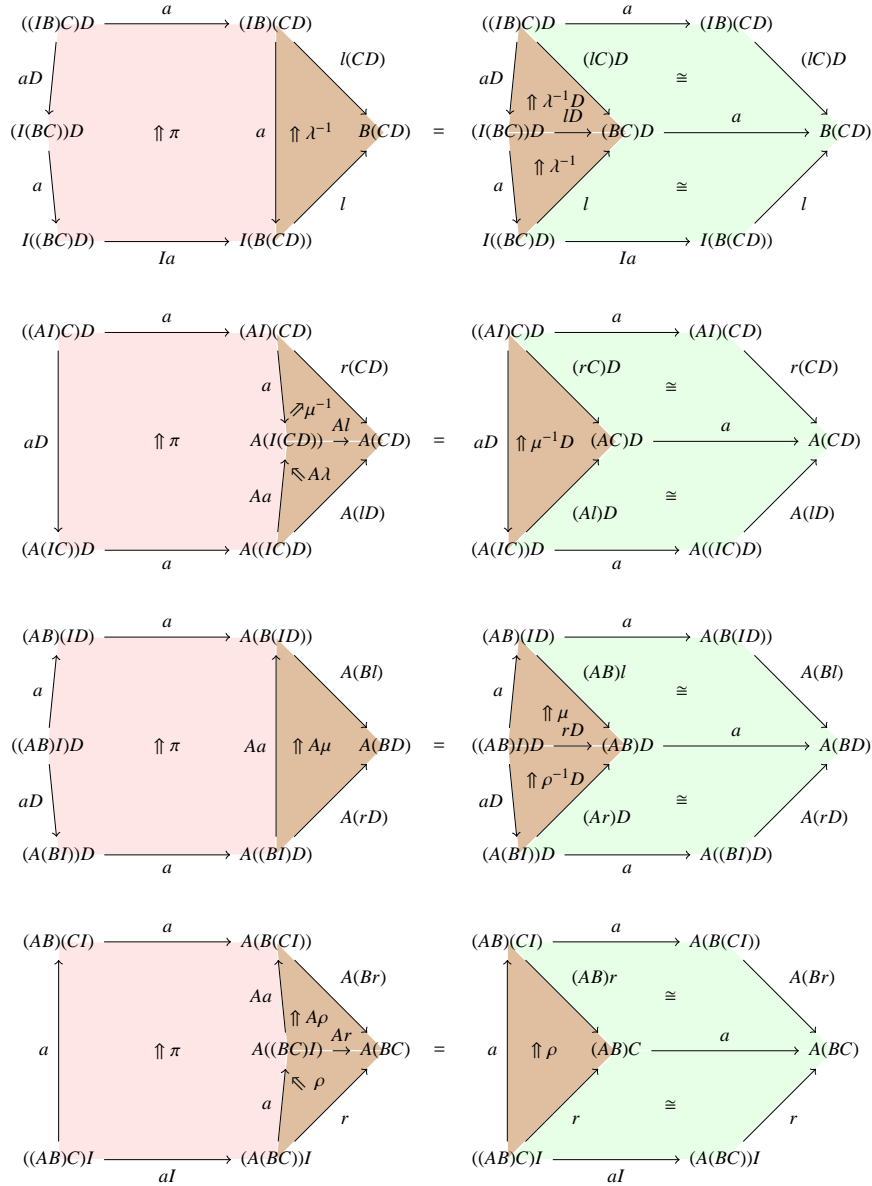 a a
((IB)C)D (IB)(CD) ((IB)C)D (IB)(CD)
l(CD) (lC)D (lC)D
aD aD ≅
⇑ λ⁻¹D
lD a
(I(BC))D ⇑ π a ⇑ λ⁻¹ B(CD) = (I(BC))D (BC)D B(CD)
⇑ λ⁻¹
a a ≅
l l l
I((BC)D) I(B(CD)) I((BC)D) I(B(CD))
Ia Ia
a a
((AI)C)D (AI)(CD) ((AI)C)D (AI)(CD)
r(CD) (rC)D r(CD)
a ≅
⇗ μ⁻¹ Al a
aD ⇑ π A(I(CD)) A(CD) = aD ⇑ μ⁻¹D (AC)D A(CD)
⇖ Aλ
Aa ≅
A(lD) (Al)D A(lD)
(A(IC))D A((IC)D) (A(IC))D A((IC)D)
a a
a a
(AB)(ID) A(B(ID)) (AB)(ID) A(B(ID))
A(Bl) (AB)l A(Bl)
a a ≅
⇑ μ
rD a
((AB)I)D ⇑ π Aa ⇑ Aμ A(BD) = ((AB)I)D (AB)D A(BD)
⇑ ρ⁻¹D
aD aD ≅
A(rD) (Ar)D A(rD)
(A(BI))D A((BI)D) (A(BI))D A((BI)D)
a a
a a
(AB)(CI) A(B(CI)) (AB)(CI) A(B(CI))
A(Br) (AB)r A(Br)
Aa ≅
⇑ Aρ
Ar a
a ⇑ π A((BC)I) A(BC) = a ⇑ ρ (AB)C A(BC)
⇖ ρ
a ≅
r r r
((AB)C)I (A(BC))I ((AB)C)I (A(BC))I
aI aI